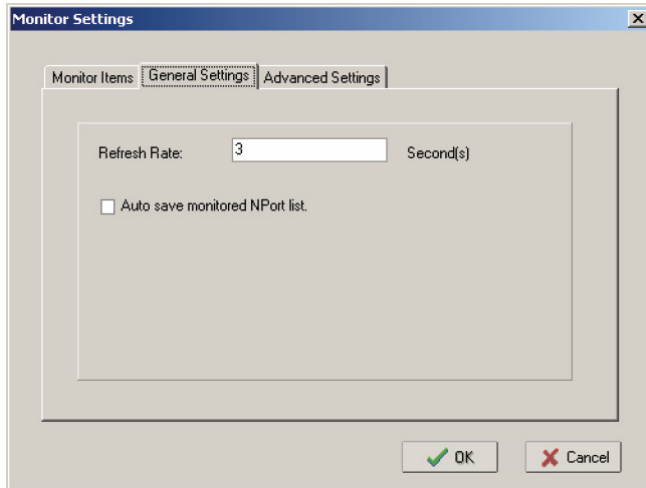 Monitor Settings
Monitor Items General Settings Advanced Settings
Refresh Rate: 3 Second(s)
Auto save monitored NPort list.
OK Cancel